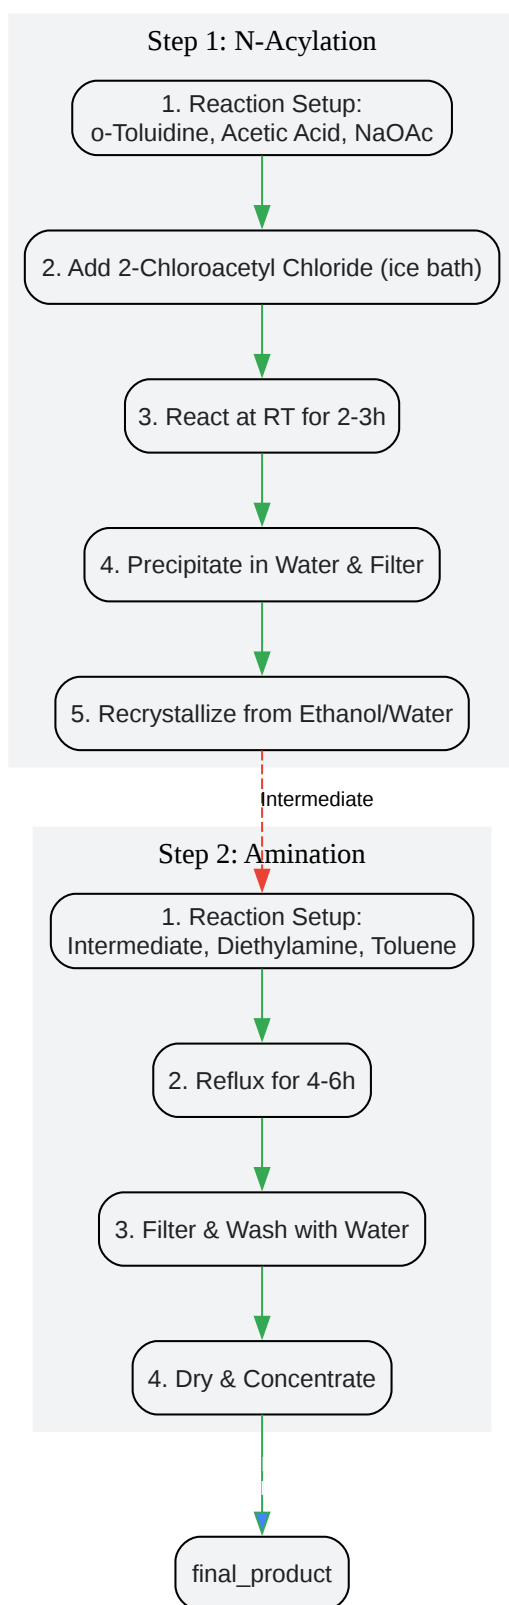 Step 1: N-Acylation
1. Reaction Setup:
o-Toluidine, Acetic Acid, NaOAc
2. Add 2-Chloroacetyl Chloride (ice bath)
3. React at RT for 2-3h
4. Precipitate in Water & Filter
5. Recrystallize from Ethanol/Water
Intermediate
Step 2: Amination
1. Reaction Setup:
Intermediate, Diethylamine, Toluene
2. Reflux for 4-6h
3. Filter & Wash with Water
4. Dry & Concentrate
final_product